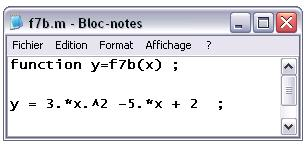 f7b.m - Bloc-notes
Fichier Edition Format Affichage ?
function y=f7b(x) ;
y = 3.*x.^2 -5.*x + 2 ;